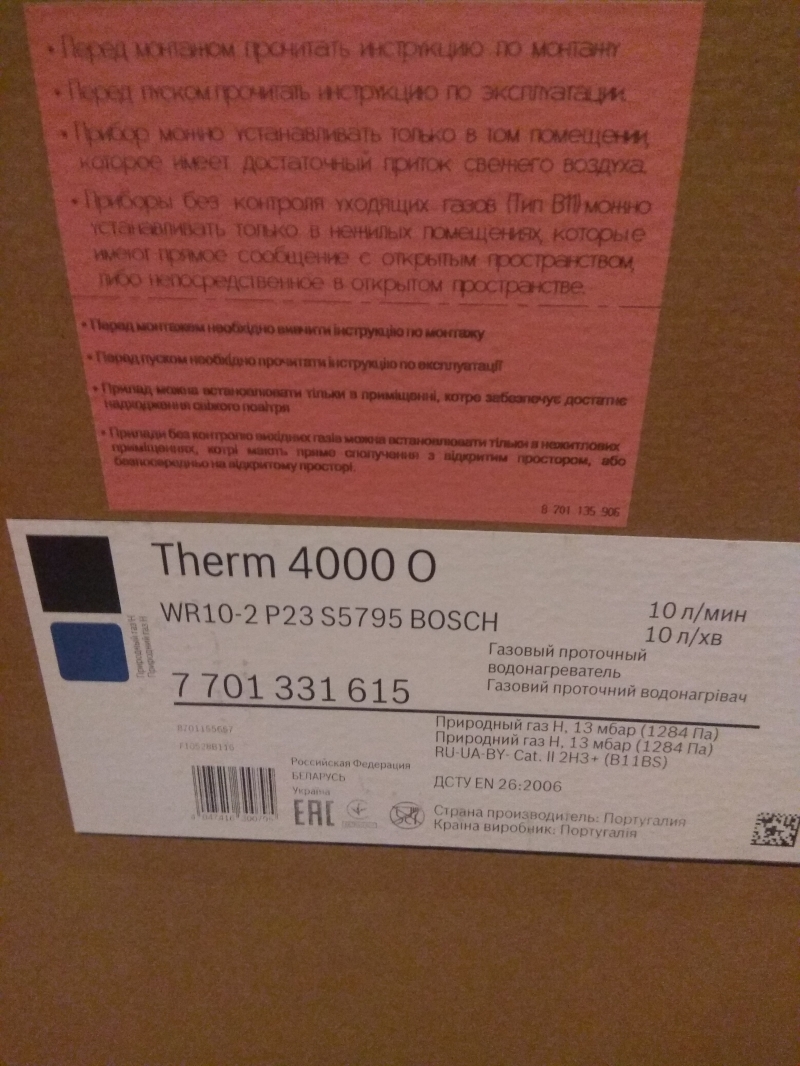 • Перед монтажом прочитать инструкцию по монтажу
• Перед пуском прочитать инструкцию по эксплуатации.
• Прибор можно устанавливать только в том помещении,
которое имеет достаточный приток свежего воздуха.
• Приборы без контроля уходящих газов (Тип В11) можно
устанавливать только в нежилых помещениях, которые
имеют прямое сообщение с открытым пространством,
либо непосредственное в открытом пространстве.
• Перед монтажем необхідно вивчити інструкцію по монтажу
• Перед пуском необхідно прочитати інструкцію по експлуатації
• Прилад можна встановлювати тільки в приміщенні, котре забезпечує достатнє
надходження свіжого повітря
• Прилади без контролю вихідних газів можна встановлювати тільки в нежитлових
приміщеннях, котрі мають прямо сполучення з відкритим простором, або
безпосередньо на відкритому просторі.
8 701 135 906
Therm 4000 O
WR10-2 P23 S5795 BOSCH
10 л/мин
10 л/хв
Газовый проточный
водонагреватель
Газовий проточний водонагрівач
7 701 331 615
Природный газ Н
Природний газ Н
Природный газ Н, 13 мбар (1284 Па)
Природний газ Н, 13 мбар (1284 Па)
RU-UA-BY- Cat. II 2H3+ (B11BS)
8701155687
Российская Федерация
БЕЛАРУСЬ
Україна
ДСТУ EN 26:2006
EAC
Страна производитель: Португалия
Країна виробник: Португалія